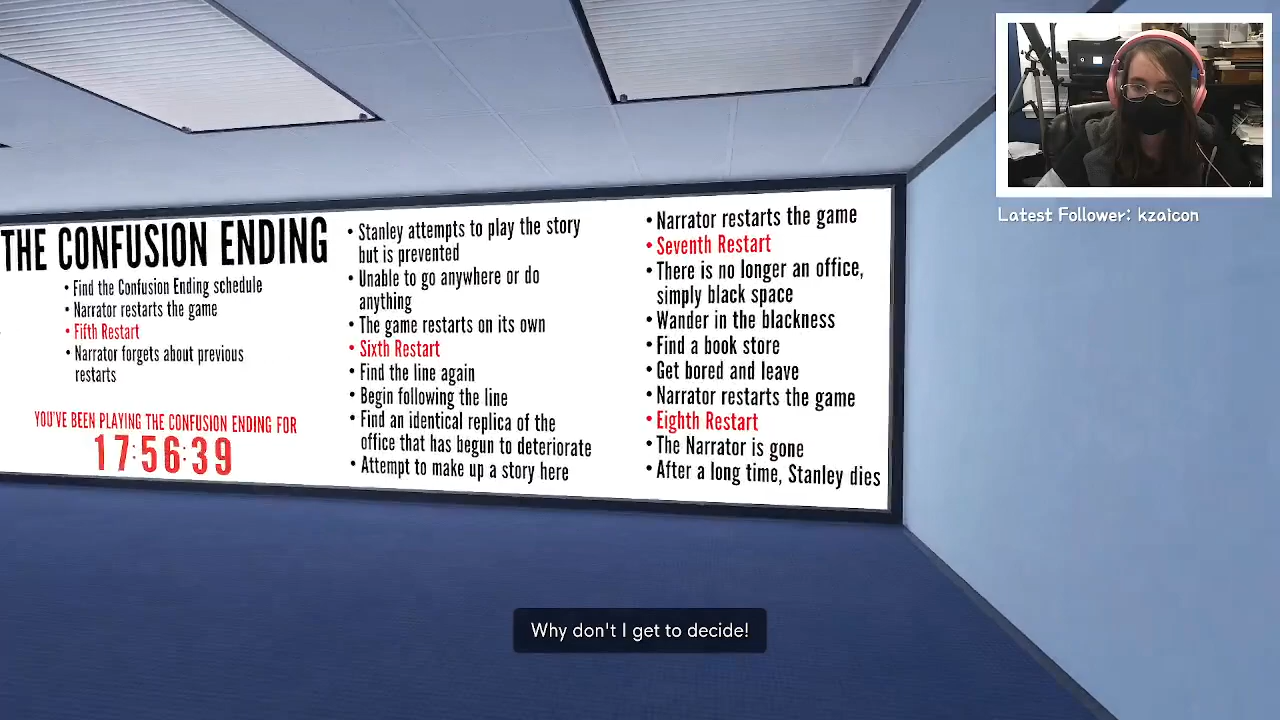 THE CONFUSION ENDING
• Find the Confusion Ending schedule
• Narrator restarts the game
• Fifth Restart
• Narrator forgets about previous
restarts
YOU'VE BEEN PLAYING THE CONFUSION ENDING FOR
17:56:39
• Stanley attempts to play the story
but is prevented
• Unable to go anywhere or do
anything
• The game restarts on its own
• Sixth Restart
• Find the line again
• Begin following the line
• Find an identical replica of the
office that has begun to deteriorate
• Attempt to make up a story here
• Narrator restarts the game
• Seventh Restart
• There is no longer an office,
simply black space
• Wander in the blackness
• Find a book store
• Get bored and leave
• Narrator restarts the game
• Eighth Restart
• The Narrator is gone
• After a long time, Stanley dies
Latest Follower: kzaicon
Why don't I get to decide!